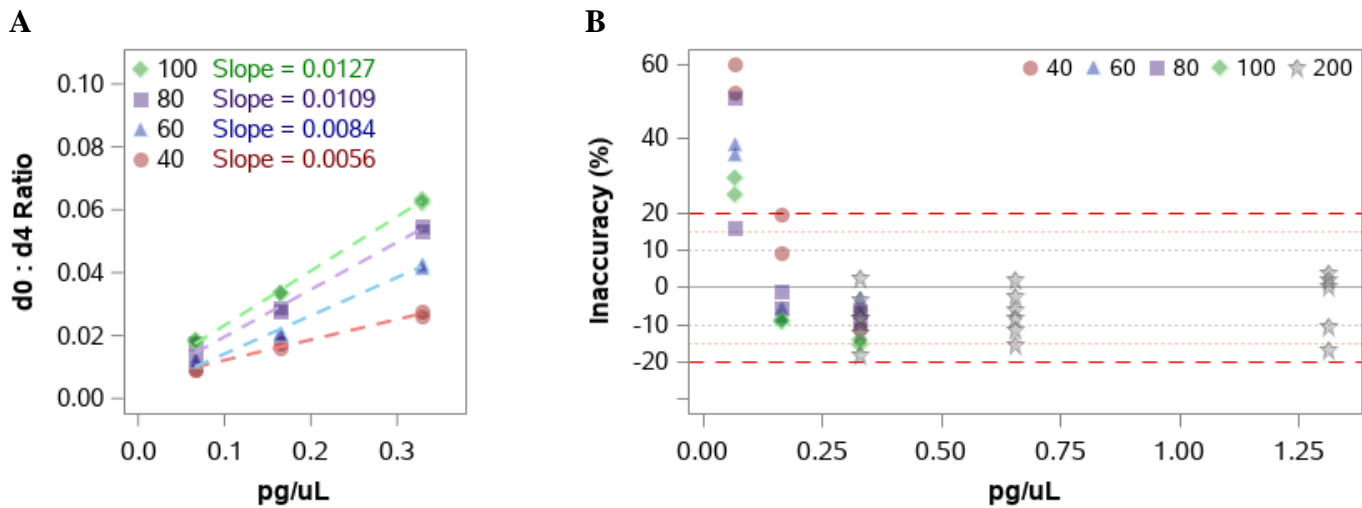 A
100 Slope = 0.0127
80 Slope = 0.0109
60 Slope = 0.0084
40 Slope = 0.0056
0.10
0.08
0.06
0.04
0.02
0.00
d0 : d4 Ratio
0.0 0.1 0.2 0.3
pg/uL
B
40 60 80 100 200
60
40
20
10
0
-10
-20
Inaccuracy (%)
0.00 0.25 0.50 0.75 1.00 1.25
pg/uL